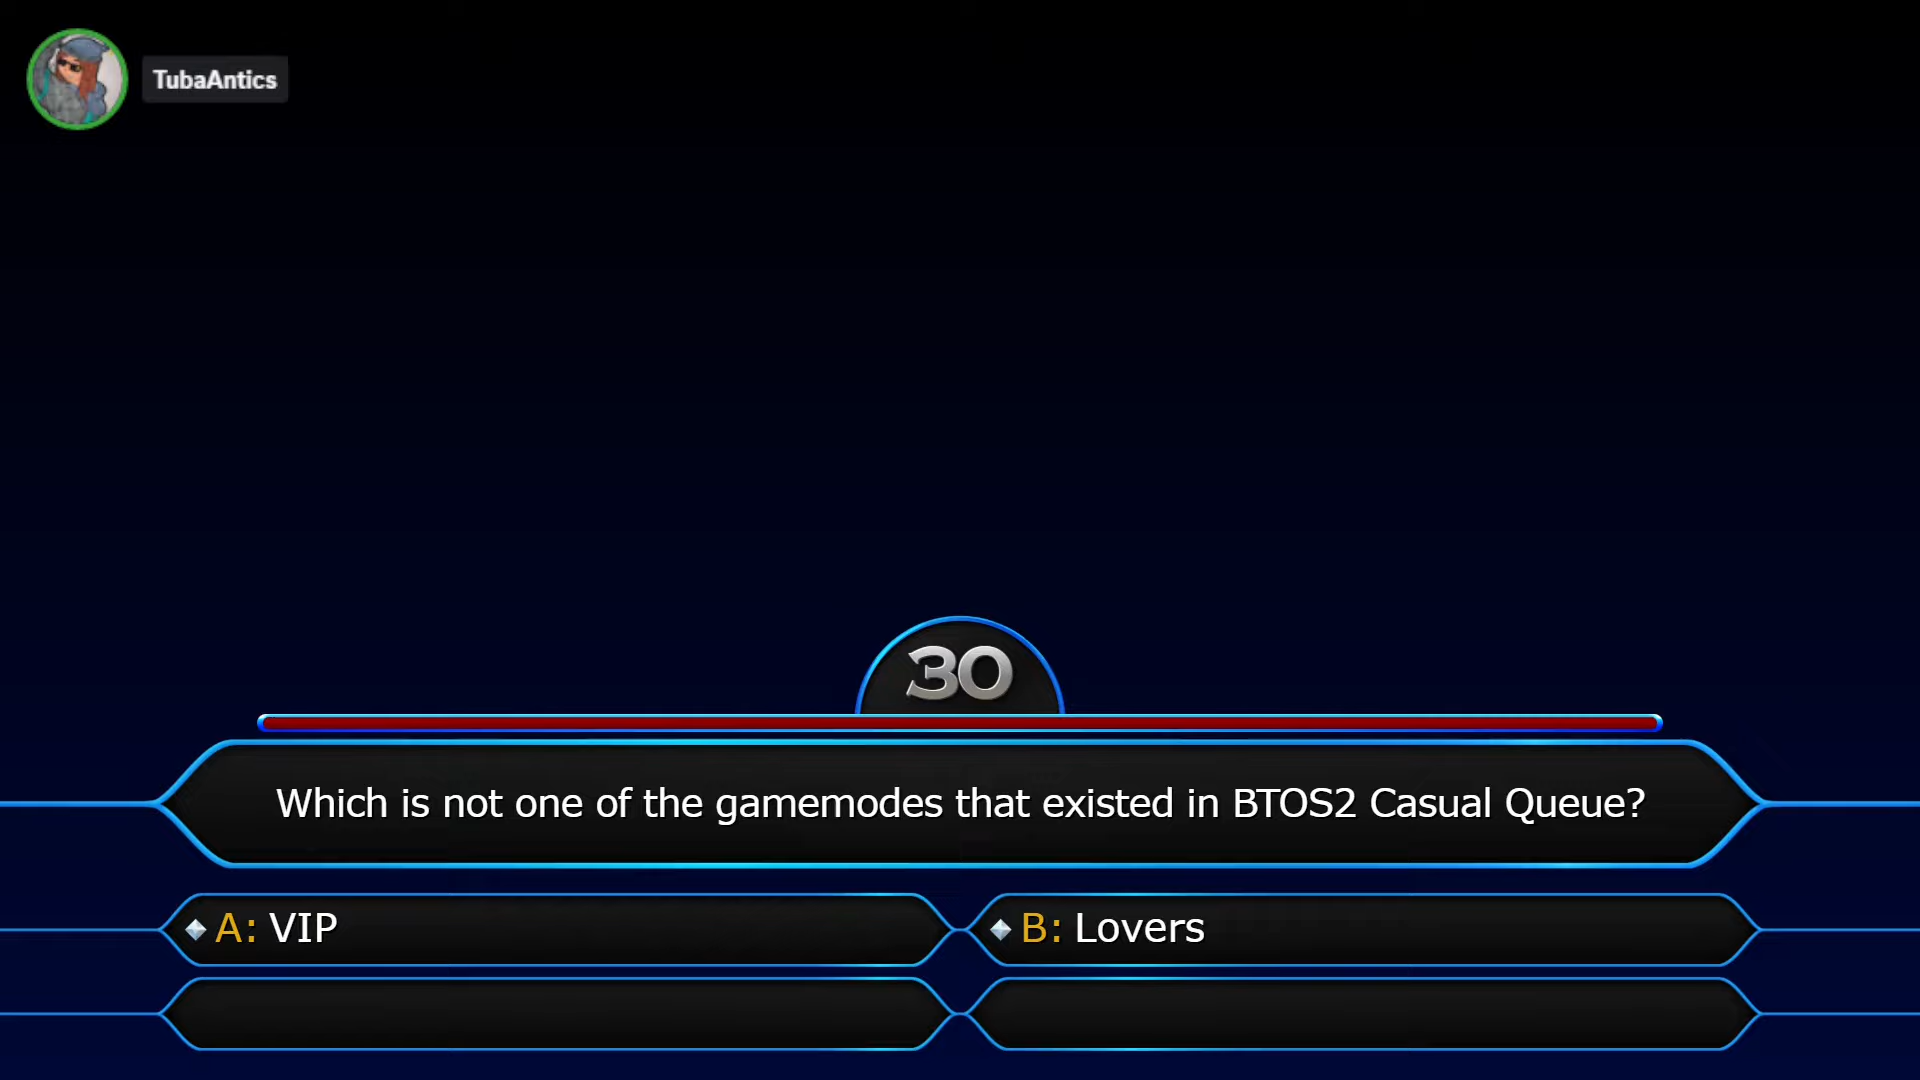 TubaAntics
30
Which is not one of the gamemodes that existed in BTOS2 Casual Queue?
A: VIP
B: Lovers